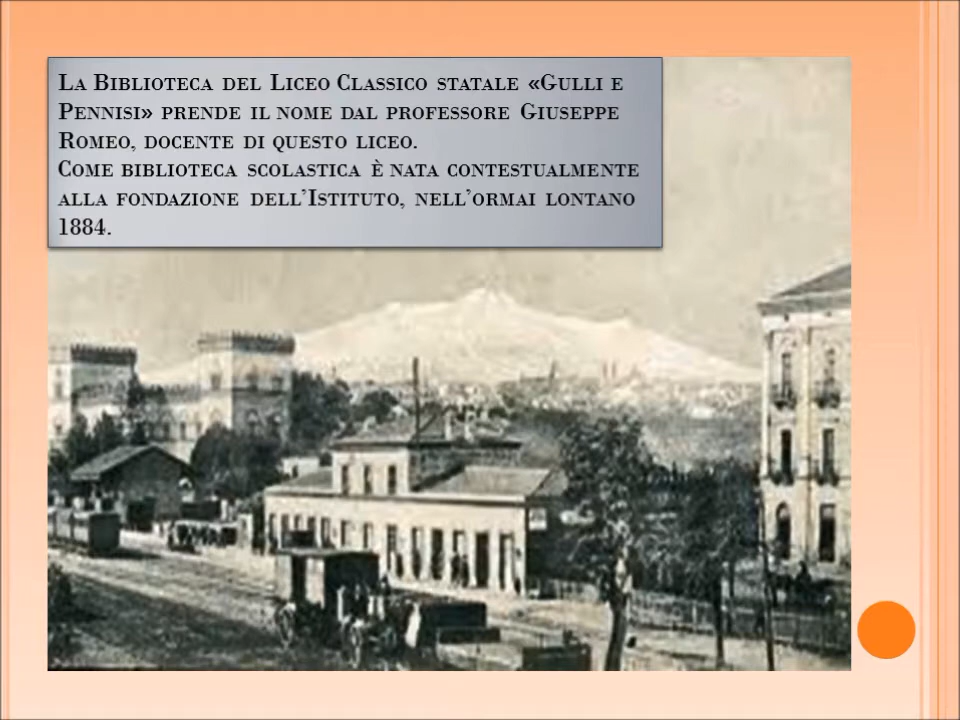 La Biblioteca del Liceo Classico statale «Gulli e
Pennisi» prende il nome dal professore Giuseppe
Romeo, docente di questo liceo.
Come biblioteca scolastica è nata contestualmente
alla fondazione dell’Istituto, nell’ormai lontano
1884.